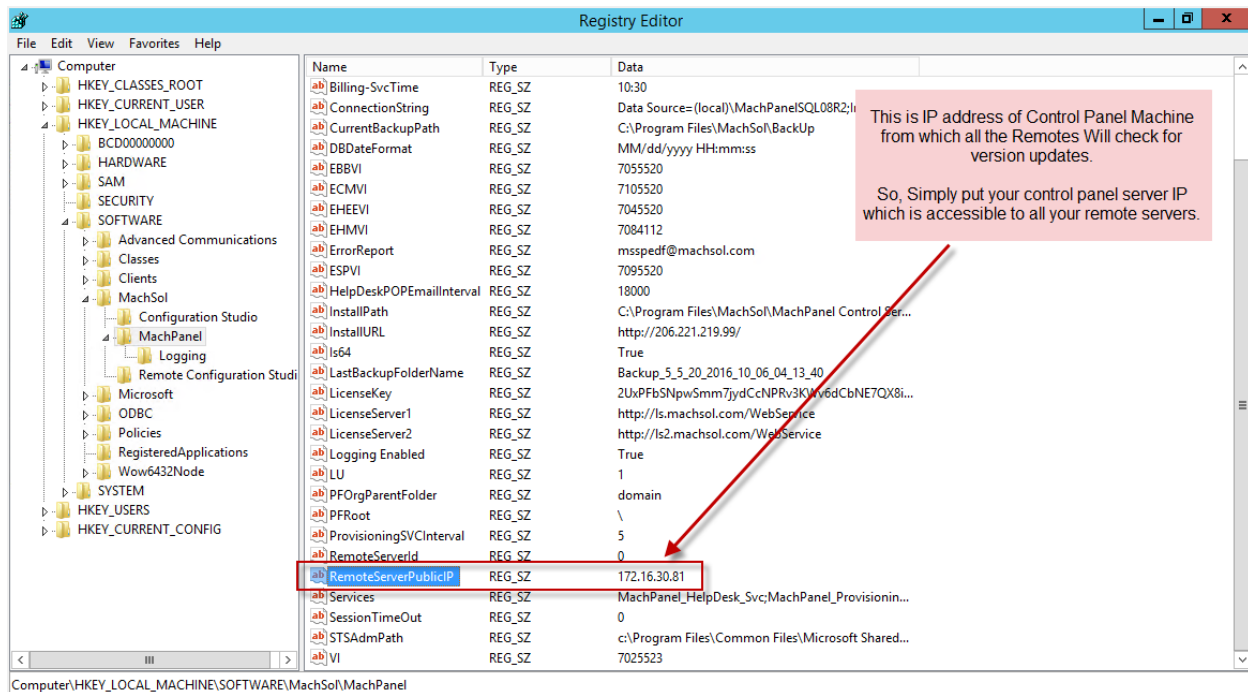 Registry Editor
File Edit View Favorites Help
Computer
HKEY_CLASSES_ROOT
HKEY_CURRENT_USER
HKEY_LOCAL_MACHINE
BCD00000000
HARDWARE
SAM
SECURITY
SOFTWARE
Advanced Communications
Classes
Clients
MachSol
Configuration Studio
MachPanel
Logging
Remote Configuration Studi
Microsoft
ODBC
Policies
RegisteredApplications
Wow6432Node
SYSTEM
HKEY_USERS
HKEY_CURRENT_CONFIG
Name Type Data
Billing-SvcTime REG_SZ 10:30
ConnectionString REG_SZ Data Source=(local)\MachPanelSQL08R2;
CurrentBackupPath REG_SZ C:\Program Files\MachSol\BackUp
DBDateFormat REG_SZ MM/dd/yyyy HH:mm:ss
EBBVI REG_SZ 7055520
ECMVI REG_SZ 7105520
EHEEVI REG_SZ 7045520
EHMVI REG_SZ 7084112
ErrorReport REG_SZ msspedf@machsol.com
ESPVI REG_SZ 7095520
HelpDeskPOPEmailInterval REG_SZ 18000
InstallPath REG_SZ C:\Program Files\MachSol\MachPanel Control Ser...
InstallURL REG_SZ http://206.221.219.99/
Is64 REG_SZ True
LastBackupFolderName REG_SZ Backup_5_5_20_2016_10_06_04_13_40
LicenseKey REG_SZ
LicenseServer1 REG_SZ http://ls.machsol.com/WebService
LicenseServer2 REG_SZ http://ls2.machsol.com/WebService
Logging Enabled REG_SZ True
LU REG_SZ 1
PFOrgParentFolder REG_SZ domain
PFRoot REG_SZ \
ProvisioningSVCInterval REG_SZ 5
RemoteServerId REG_SZ 0
RemoteServerPublicIP REG_SZ 172.16.30.81
Services REG_SZ MachPanel_HelpDesk_Svc;MachPanel_Provisionin...
SessionTimeOut REG_SZ 0
STSAdmPath REG_SZ c:\Program Files\Common Files\Microsoft Shared...
VI REG_SZ 7025523
This is IP address of Control Panel Machine
from which all the Remotes Will check for
version updates.
So, Simply put your control panel server IP
which is accessible to all your remote servers.
Computer\HKEY_LOCAL_MACHINE\SOFTWARE\MachSol\MachPanel